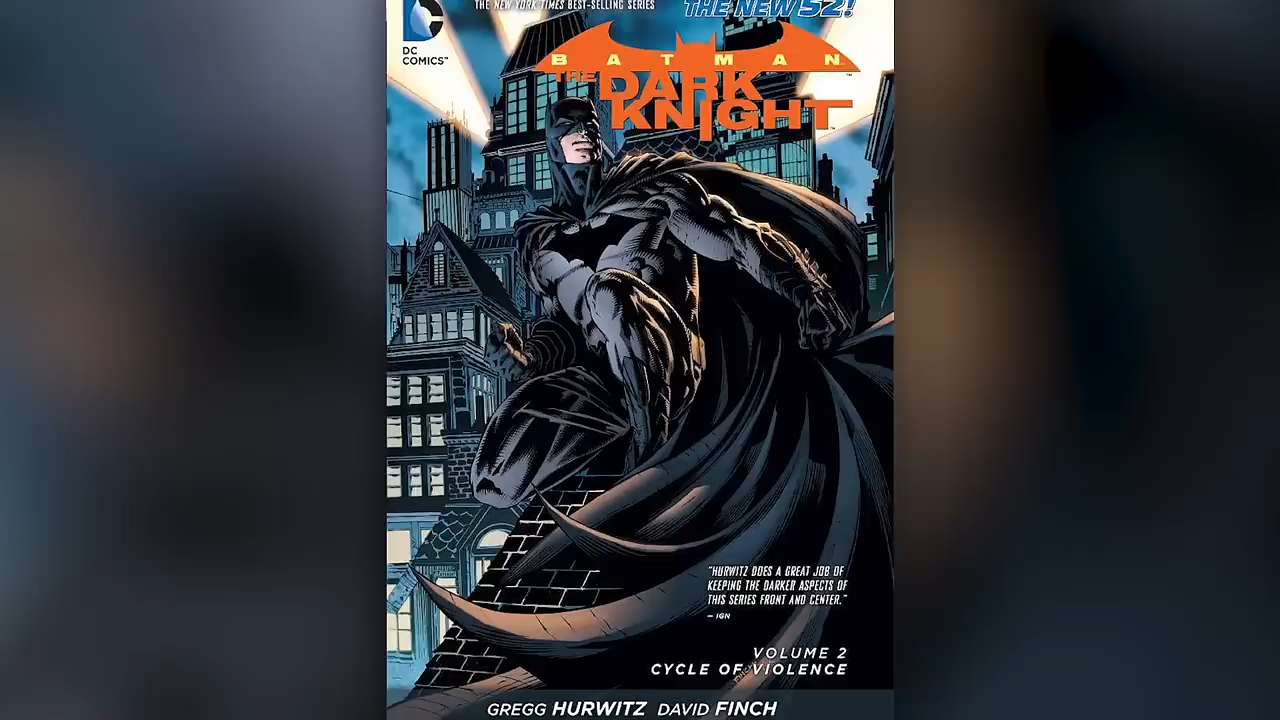 THE NEW YORK TIMES BEST-SELLING SERIES
THE NEW 52!
DC
COMICS™
BATMAN
THE DARK
KNIGHT™
"HURWITZ DOES A GREAT JOB OF
KEEPING THE DARKER ASPECTS OF
THIS SERIES FRONT AND CENTER."
— IGN
VOLUME 2
CYCLE OF VIOLENCE
GREGG HURWITZ DAVID FINCH